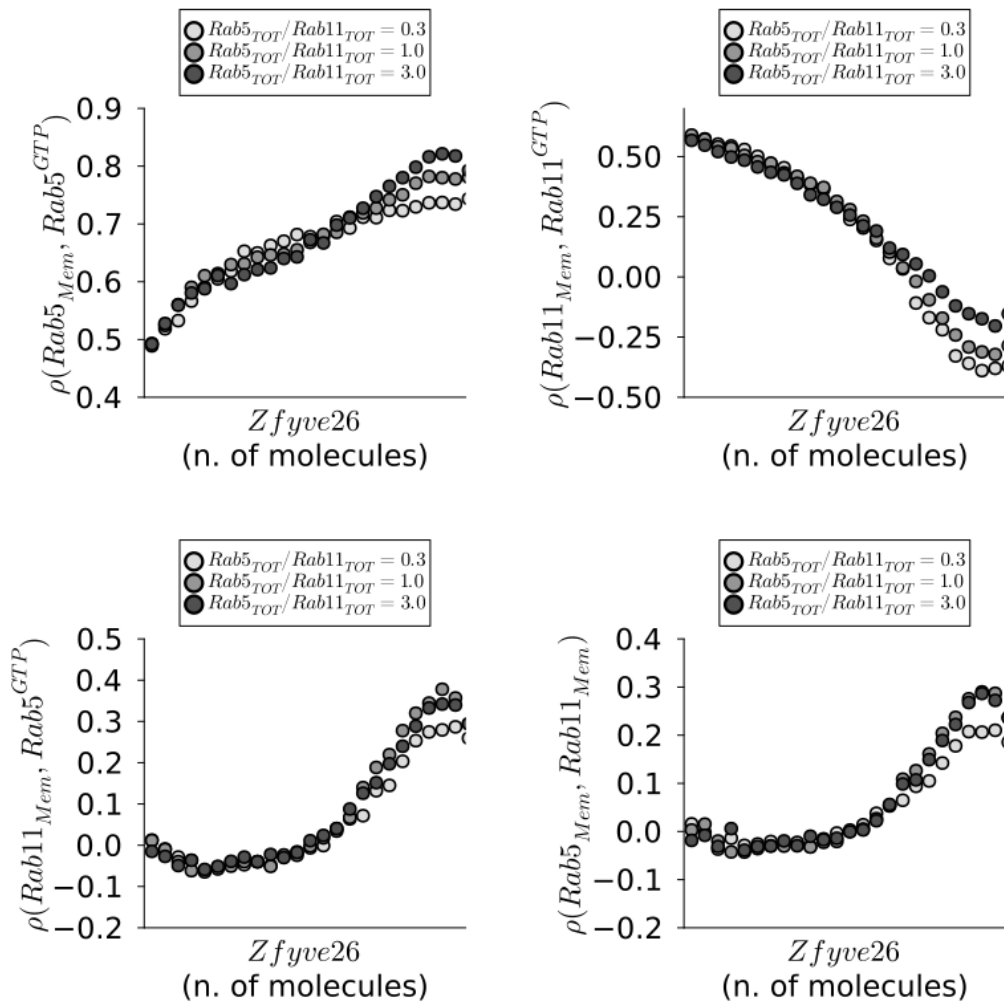 Rab5_TOT/Rab11_TOT = 0.3
Rab5_TOT/Rab11_TOT = 1.0
Rab5_TOT/Rab11_TOT = 3.0
0.9
0.8
0.7
0.6
0.5
0.4
ρ(Rab5_Mem, Rab5^GTP)
Zfyve26
(n. of molecules)
Rab5_TOT/Rab11_TOT = 0.3
Rab5_TOT/Rab11_TOT = 1.0
Rab5_TOT/Rab11_TOT = 3.0
0.50
0.25
0.00
−0.25
−0.50
ρ(Rab11_Mem, Rab11^GTP)
Zfyve26
(n. of molecules)
Rab5_TOT/Rab11_TOT = 0.3
Rab5_TOT/Rab11_TOT = 1.0
Rab5_TOT/Rab11_TOT = 3.0
0.5
0.4
0.3
0.2
0.1
0.0
−0.1
−0.2
ρ(Rab11_Mem, Rab5^GTP)
Zfyve26
(n. of molecules)
Rab5_TOT/Rab11_TOT = 0.3
Rab5_TOT/Rab11_TOT = 1.0
Rab5_TOT/Rab11_TOT = 3.0
0.4
0.3
0.2
0.1
0.0
−0.1
−0.2
ρ(Rab5_Mem, Rab11_Mem)
Zfyve26
(n. of molecules)